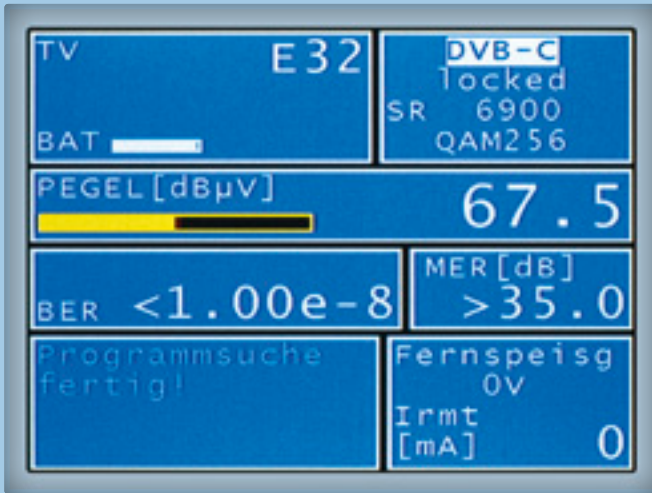 TV E32
BAT
DVB-C
locked
SR 6900
QAM256
PEGEL[dBµV] 67.5
BER <1.00e-8
MER[dB]
>35.0
Programmsuche
fertig!
Fernspeisg
0V
Irmt
[mA] 0